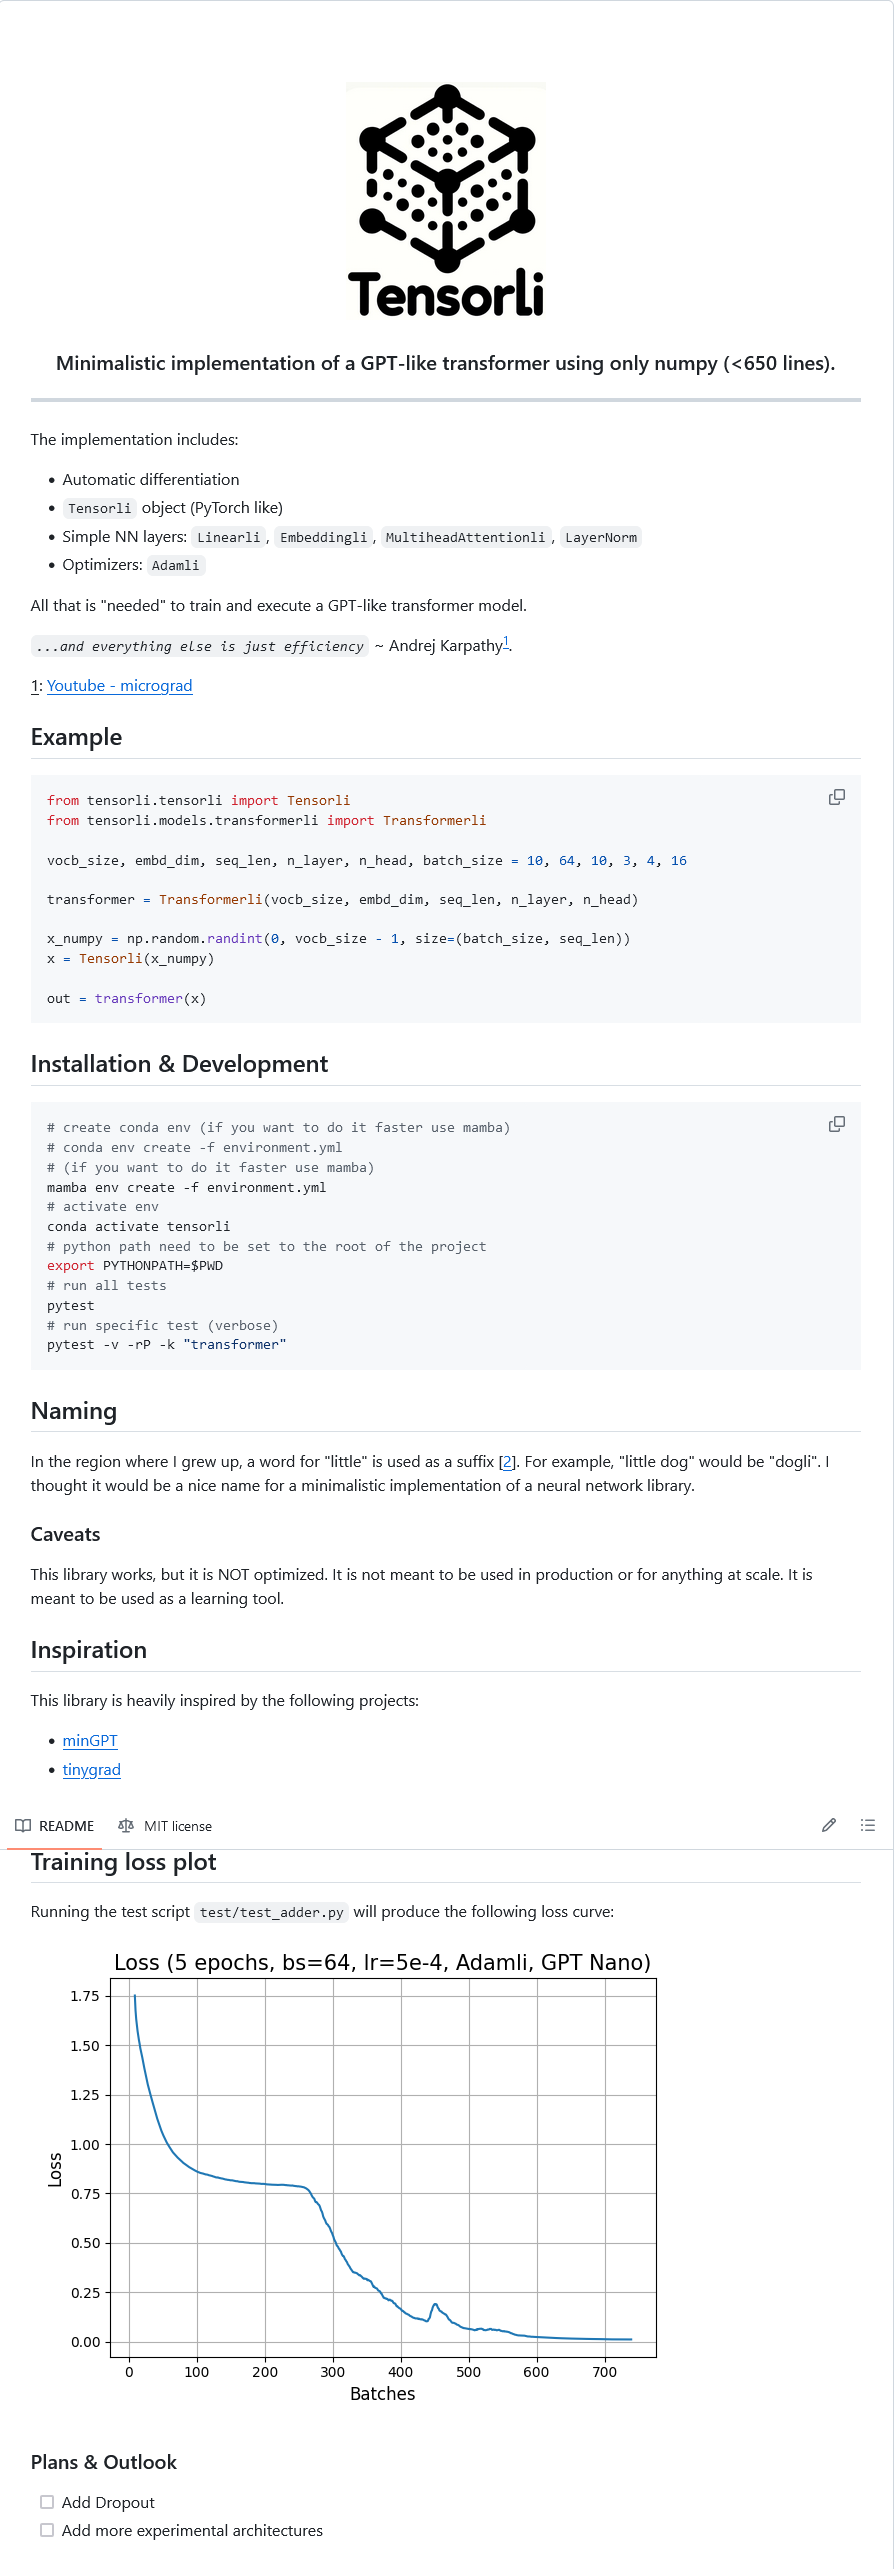 Tensorli
Minimalistic implementation of a GPT-like transformer using only numpy (<650 lines).
The implementation includes:
• Automatic differentiation
• Tensorli object (PyTorch like)
• Simple NN layers: Linearli, Embeddingli, MultiheadAttentionli, LayerNorm
• Optimizers: Adamli
All that is "needed" to train and execute a GPT-like transformer model.
...and everything else is just efficiency ~ Andrej Karpathy1.
1: Youtube - micrograd
Example
from tensorli.tensorli import Tensorli
from tensorli.models.transformerli import Transformerli
vocb_size, embd_dim, seq_len, n_layer, n_head, batch_size = 10, 64, 10, 3, 4, 16
transformer = Transformerli(vocb_size, embd_dim, seq_len, n_layer, n_head)
x_numpy = np.random.randint(0, vocb_size - 1, size=(batch_size, seq_len))
x = Tensorli(x_numpy)
out = transformer(x)
Installation & Development
# create conda env (if you want to do it faster use mamba)
# conda env create -f environment.yml
# (if you want to do it faster use mamba)
mamba env create -f environment.yml
# activate env
conda activate tensorli
# python path need to be set to the root of the project
export PYTHONPATH=$PWD
# run all tests
pytest
# run specific test (verbose)
pytest -v -rP -k "transformer"
Naming
In the region where I grew up, a word for "little" is used as a suffix [2]. For example, "little dog" would be "dogli". I
thought it would be a nice name for a minimalistic implementation of a neural network library.
Caveats
This library works, but it is NOT optimized. It is not meant to be used in production or for anything at scale. It is
meant to be used as a learning tool.
Inspiration
This library is heavily inspired by the following projects:
• minGPT
• tinygrad
README MIT license
Training loss plot
Running the test script test/test_adder.py will produce the following loss curve:
Loss (5 epochs, bs=64, lr=5e-4, Adamli, GPT Nano)
1.75
1.50
1.25
1.00
0.75
0.50
0.25
0.00
Loss
0 100 200 300 400 500 600 700
Batches
Plans & Outlook
Add Dropout
Add more experimental architectures